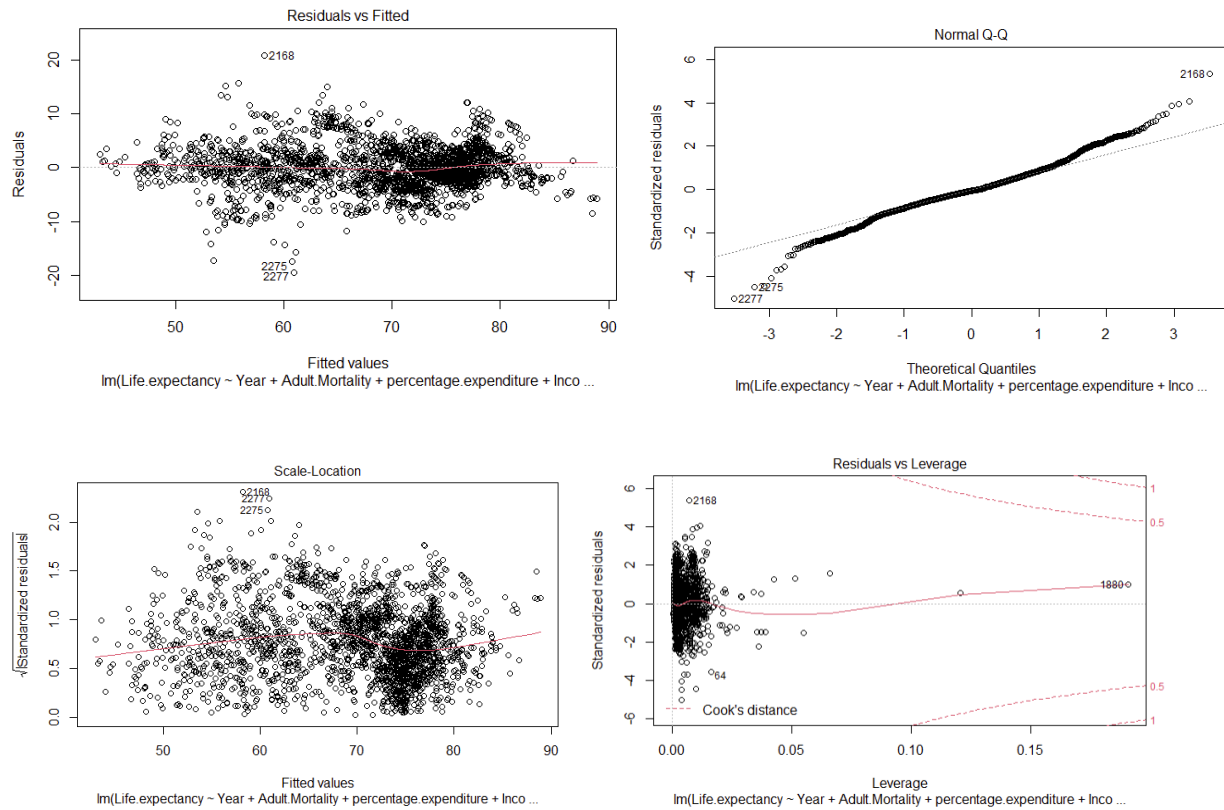 Residuals vs Fitted
Residuals
20
10
0
-10
-20
2168
2275
2277
50 60 70 80 90
Fitted values
lm(Life.expectancy ~ Year + Adult.Mortality + percentage.expenditure + Inco ...
Normal Q-Q
Standardized residuals
6
4
2
0
-2
-4
2168
2275
2277
-3 -2 -1 0 1 2 3
Theoretical Quantiles
lm(Life.expectancy ~ Year + Adult.Mortality + percentage.expenditure + Inco ...
Scale-Location
√|Standardized residuals|
2.0
1.5
1.0
0.5
0.0
2168
2277
2275
50 60 70 80 90
Fitted values
lm(Life.expectancy ~ Year + Adult.Mortality + percentage.expenditure + Inco ...
Residuals vs Leverage
Standardized residuals
6
4
2
0
-2
-4
-6
2168
1880
64
1
0.5
0.5
1
Cook's distance
0.00 0.05 0.10 0.15
Leverage
lm(Life.expectancy ~ Year + Adult.Mortality + percentage.expenditure + Inco ...